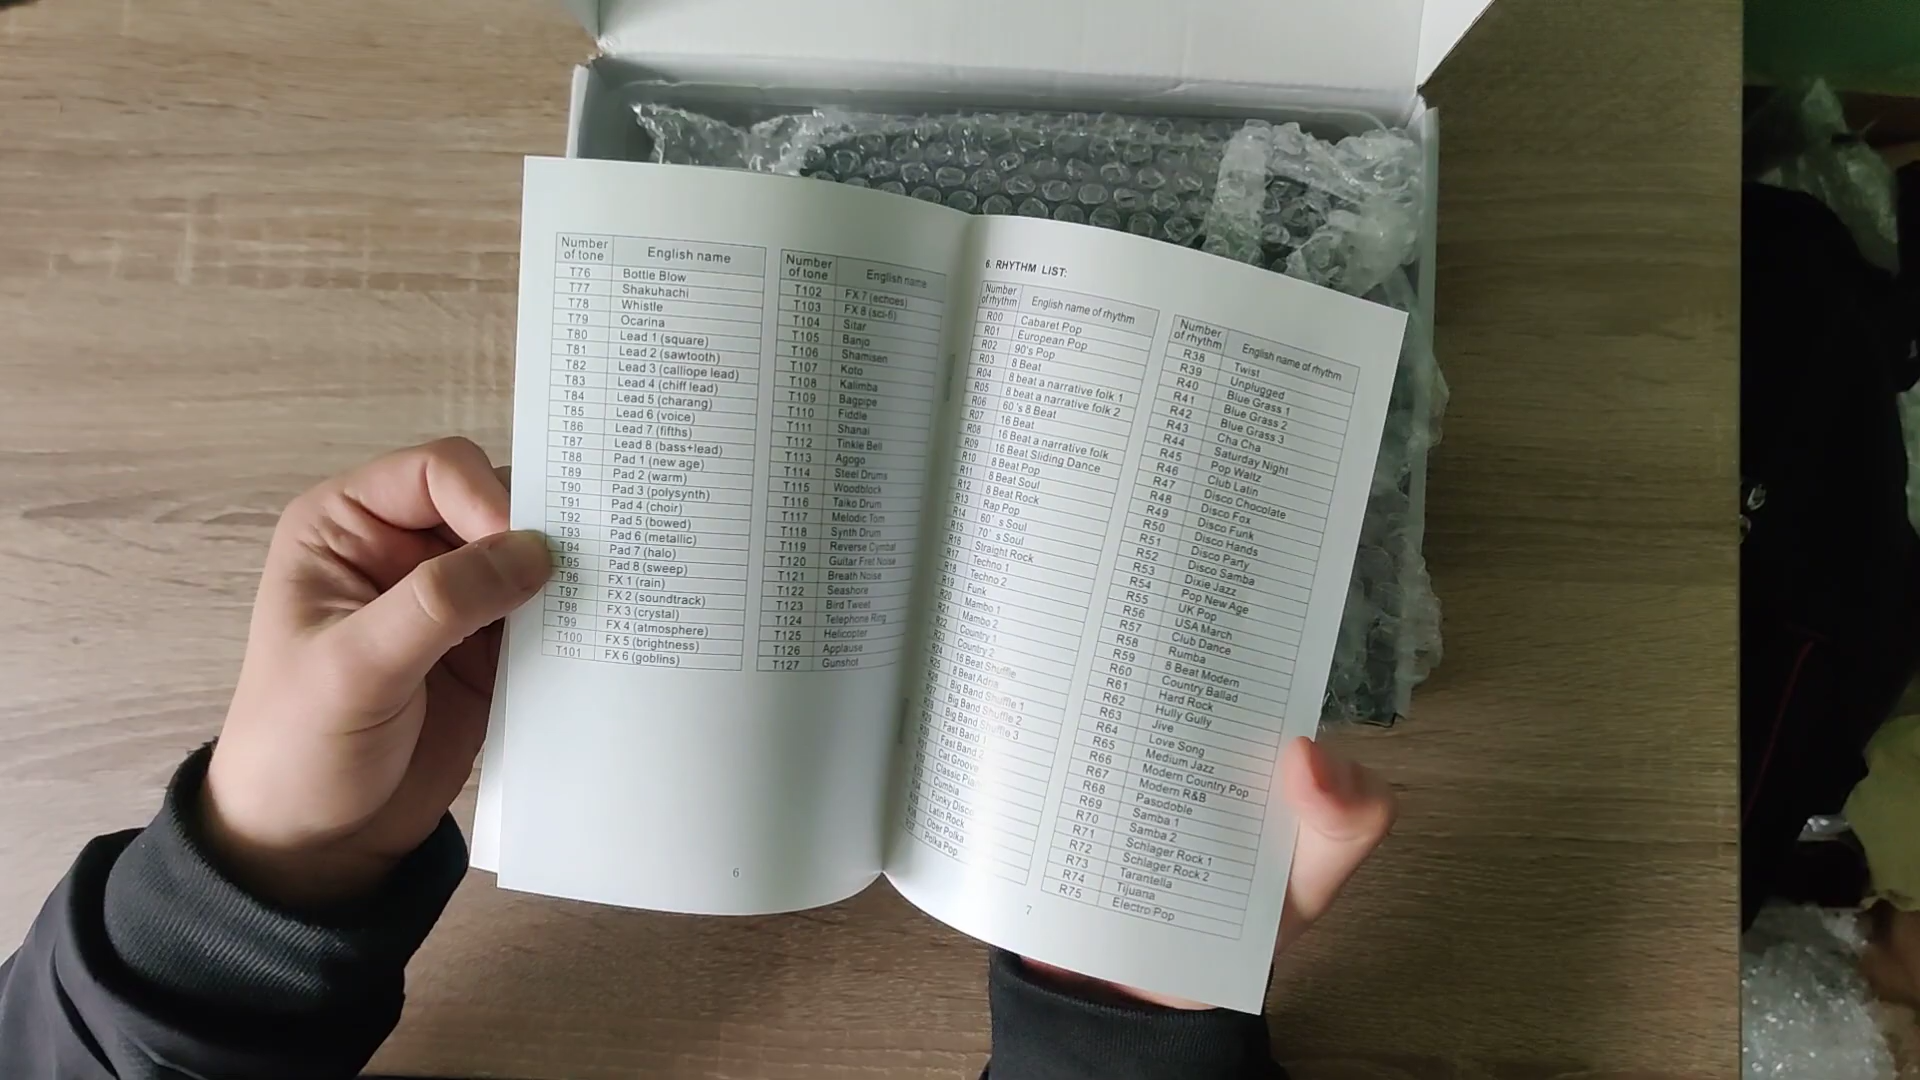 Number of tone English name
T76 Bottle Blow
T77 Shakuhachi
T78 Whistle
T79 Ocarina
T80 Lead 1 (square)
T81 Lead 2 (sawtooth)
T82 Lead 3 (calliope lead)
T83 Lead 4 (chiff lead)
T84 Lead 5 (charang)
T85 Lead 6 (voice)
T86 Lead 7 (fifths)
T87 Lead 8 (bass+lead)
T88 Pad 1 (new age)
T89 Pad 2 (warm)
T90 Pad 3 (polysynth)
T91 Pad 4 (choir)
T92 Pad 5 (bowed)
T93 Pad 6 (metallic)
T94 Pad 7 (halo)
T95 Pad 8 (sweep)
T96 FX 1 (rain)
T97 FX 2 (soundtrack)
T98 FX 3 (crystal)
T99 FX 4 (atmosphere)
T100 FX 5 (brightness)
T101 FX 6 (goblins)
Number of tone English name
T102 FX 7 (echoes)
T103 FX 8 (sci-fi)
T104 Sitar
T105 Banjo
T106 Shamisen
T107 Koto
T108 Kalimba
T109 Bagpipe
T110 Fiddle
T111 Shanai
T112 Tinkle Bell
T113 Agogo
T114 Steel Drums
T115 Woodblock
T116 Taiko Drum
T117 Melodic Tom
T118 Synth Drum
T119 Reverse Cymbal
T120 Guitar Fret Noise
T121 Breath Noise
T122 Seashore
T123 Bird Tweet
T124 Telephone Ring
T125 Helicopter
T126 Applause
T127 Gunshot
6
6. RHYTHM LIST:
Number of rhythm English name of rhythm
R00 Cabaret Pop
R01 European Pop
R02 90's Pop
R03 8 Beat
R04 8 beat a narrative folk 1
R05 8 beat a narrative folk 2
R06 60's 8 Beat
R07 16 Beat
R08 16 Beat a narrative folk
R09 16 Beat Sliding Dance
R10 8 Beat Pop
R11 8 Beat Soul
R12 8 Beat Rock
R13 Rap Pop
R14 60's Soul
R15 70's Soul
R16 Straight Rock
R17 Techno 1
R18 Techno 2
R19 Funk
R20 Mambo 1
R21 Mambo 2
R22 Country 1
R23 Country 2
R24 16 Beat Shuffle
R25 8 Beat Adria
R26 Big Band Shuffle 1
R27 Big Band Shuffle 2
R28 Big Band Shuffle 3
R29 Fast Band 1
R30 Fast Band 2
Cat Groove
Classic
Cumbia
Funky Disco
Latin Rock
Ober Polka
Polka Pop
Number of rhythm English name of rhythm
R38 Twist
R39 Unplugged
R40 Blue Grass 1
R41 Blue Grass 2
R42 Blue Grass 3
R43 Cha Cha
R44 Saturday Night
R45 Pop Waltz
R46 Club Latin
R47 Disco Chocolate
R48 Disco Fox
R49 Disco Funk
R50 Disco Hands
R51 Disco Party
R52 Disco Samba
R53 Dixie Jazz
R54 Pop New Age
R55 UK Pop
R56 USA March
R57 Club Dance
R58 Rumba
R59 8 Beat Modern
R60 Country Ballad
R61 Hard Rock
R62 Hully Gully
R63 Jive
R64 Love Song
R65 Medium Jazz
R66 Modern Country Pop
R67 Modern R&B
R68 Pasodoble
R69 Samba 1
R70 Samba 2
R71 Schlager Rock 1
R72 Schlager Rock 2
R73 Tarantella
R74 Tijuana
R75 Electro Pop
7